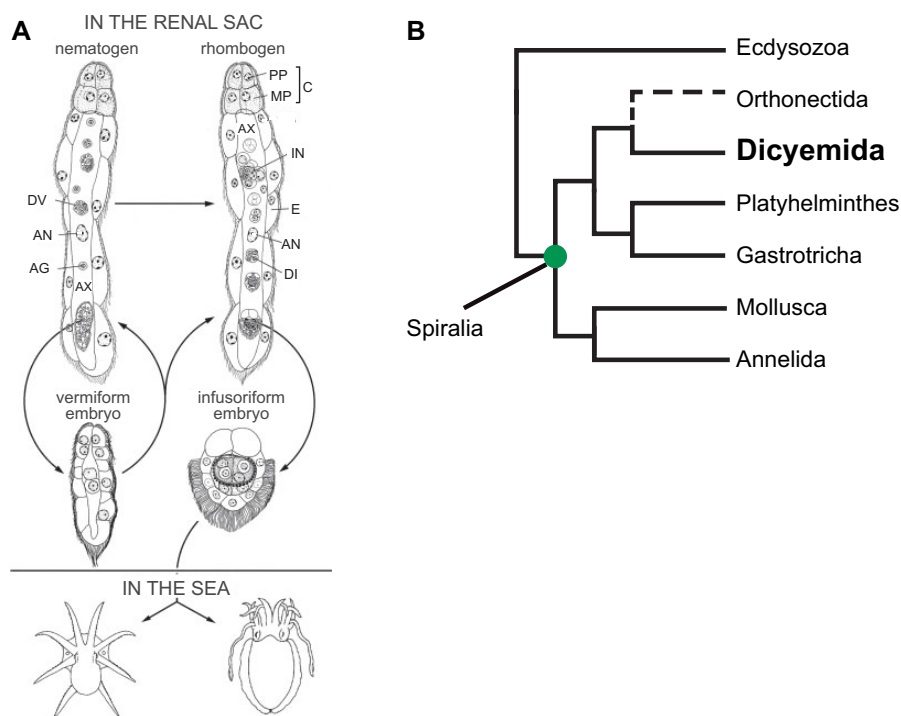 A
IN THE RENAL SAC
nematogen
rhombogen
PP
MP
C
AX
IN
DV
E
AN
AN
AG
DI
AX
vermiform
embryo
infusoriform
embryo
IN THE SEA
B
Ecdysozoa
Orthonectida
Dicyemida
Platyhelminthes
Gastrotricha
Mollusca
Annelida
Spiralia